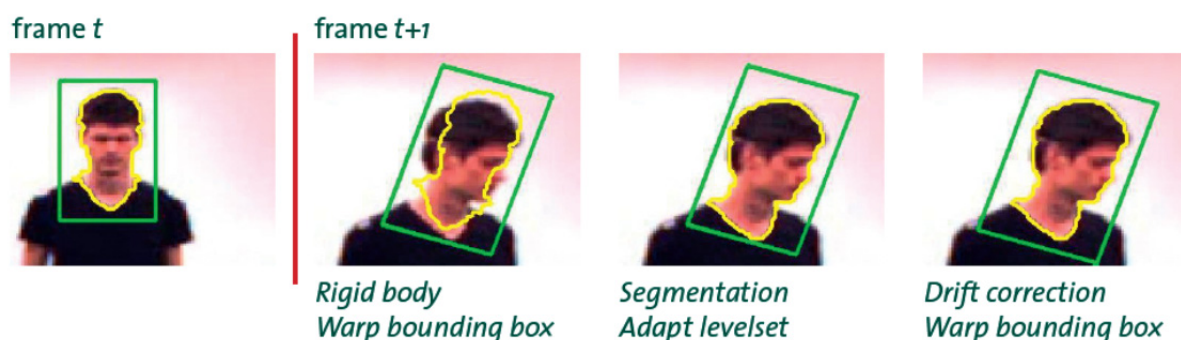 frame t
frame t+1
Rigid body
Warp bounding box
Segmentation
Adapt levelset
Drift correction
Warp bounding box